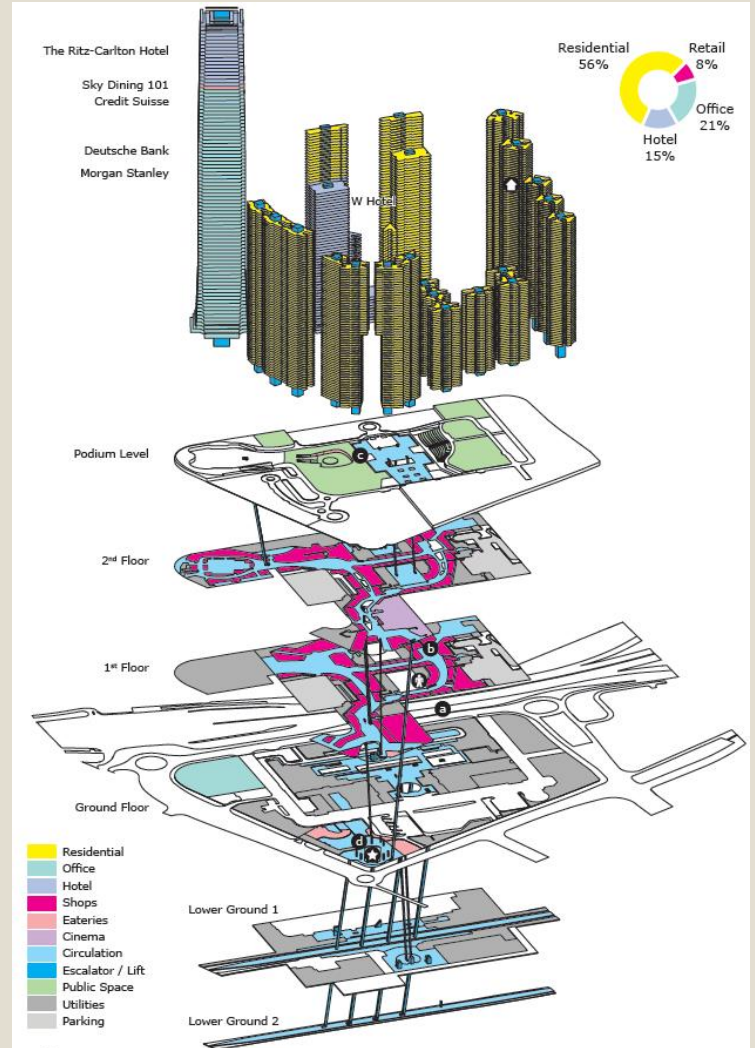 The Ritz-Carlton Hotel
Sky Dining 101
Credit Suisse
Deutsche Bank
Morgan Stanley
W Hotel
Residential
56%
Retail
8%
Office
21%
Hotel
15%
Podium Level
c
2nd Floor
1st Floor
b
a
Ground Floor
d
Residential
Office
Hotel
Shops
Eateries
Cinema
Circulation
Escalator / Lift
Public Space
Utilities
Parking
Lower Ground 1
Lower Ground 2